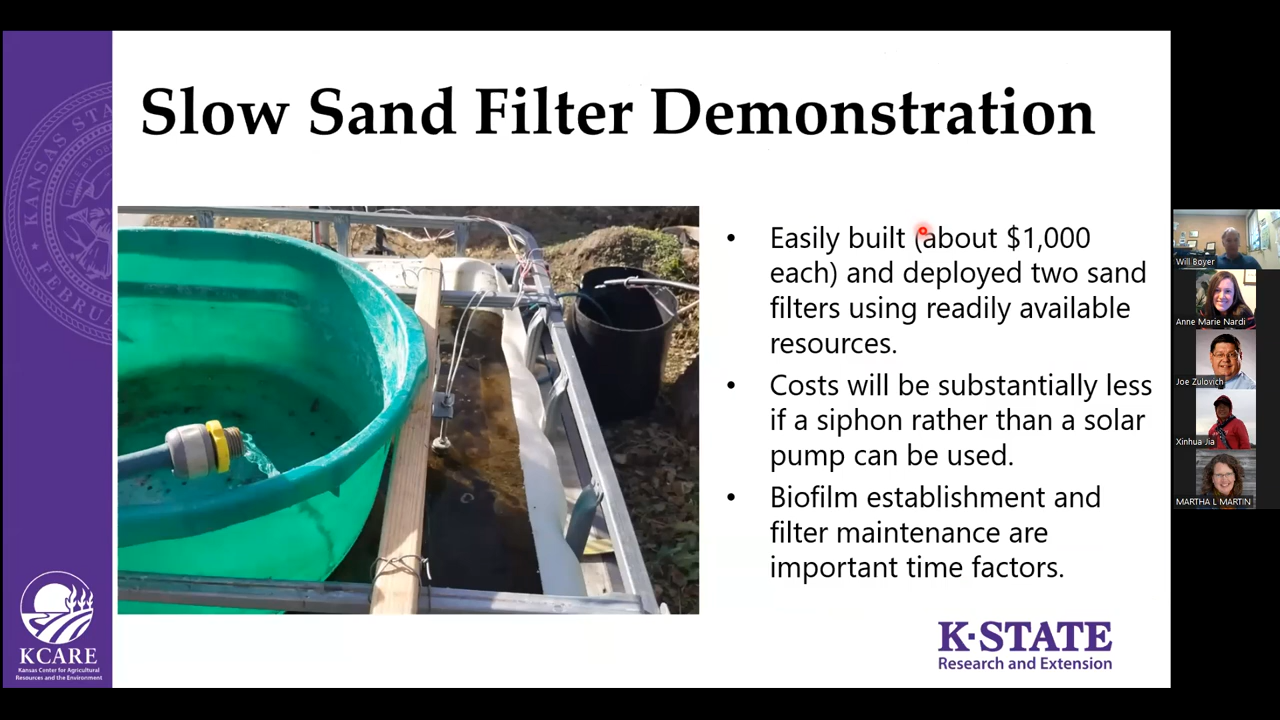 Slow Sand Filter Demonstration
• Easily built (about $1,000
each) and deployed two sand
filters using readily available
resources.
• Costs will be substantially less
if a siphon rather than a solar
pump can be used.
• Biofilm establishment and
filter maintenance are
important time factors.
K·STATE
Research and Extension
KANSAS STA
FEBRUA
KCARE
Kansas Center for Agricultural
Resources and the Environment
Will Boyer
Anne Marie Nardi
Joe Zulovich
Xinhua Jia
MARTHA L MARTIN